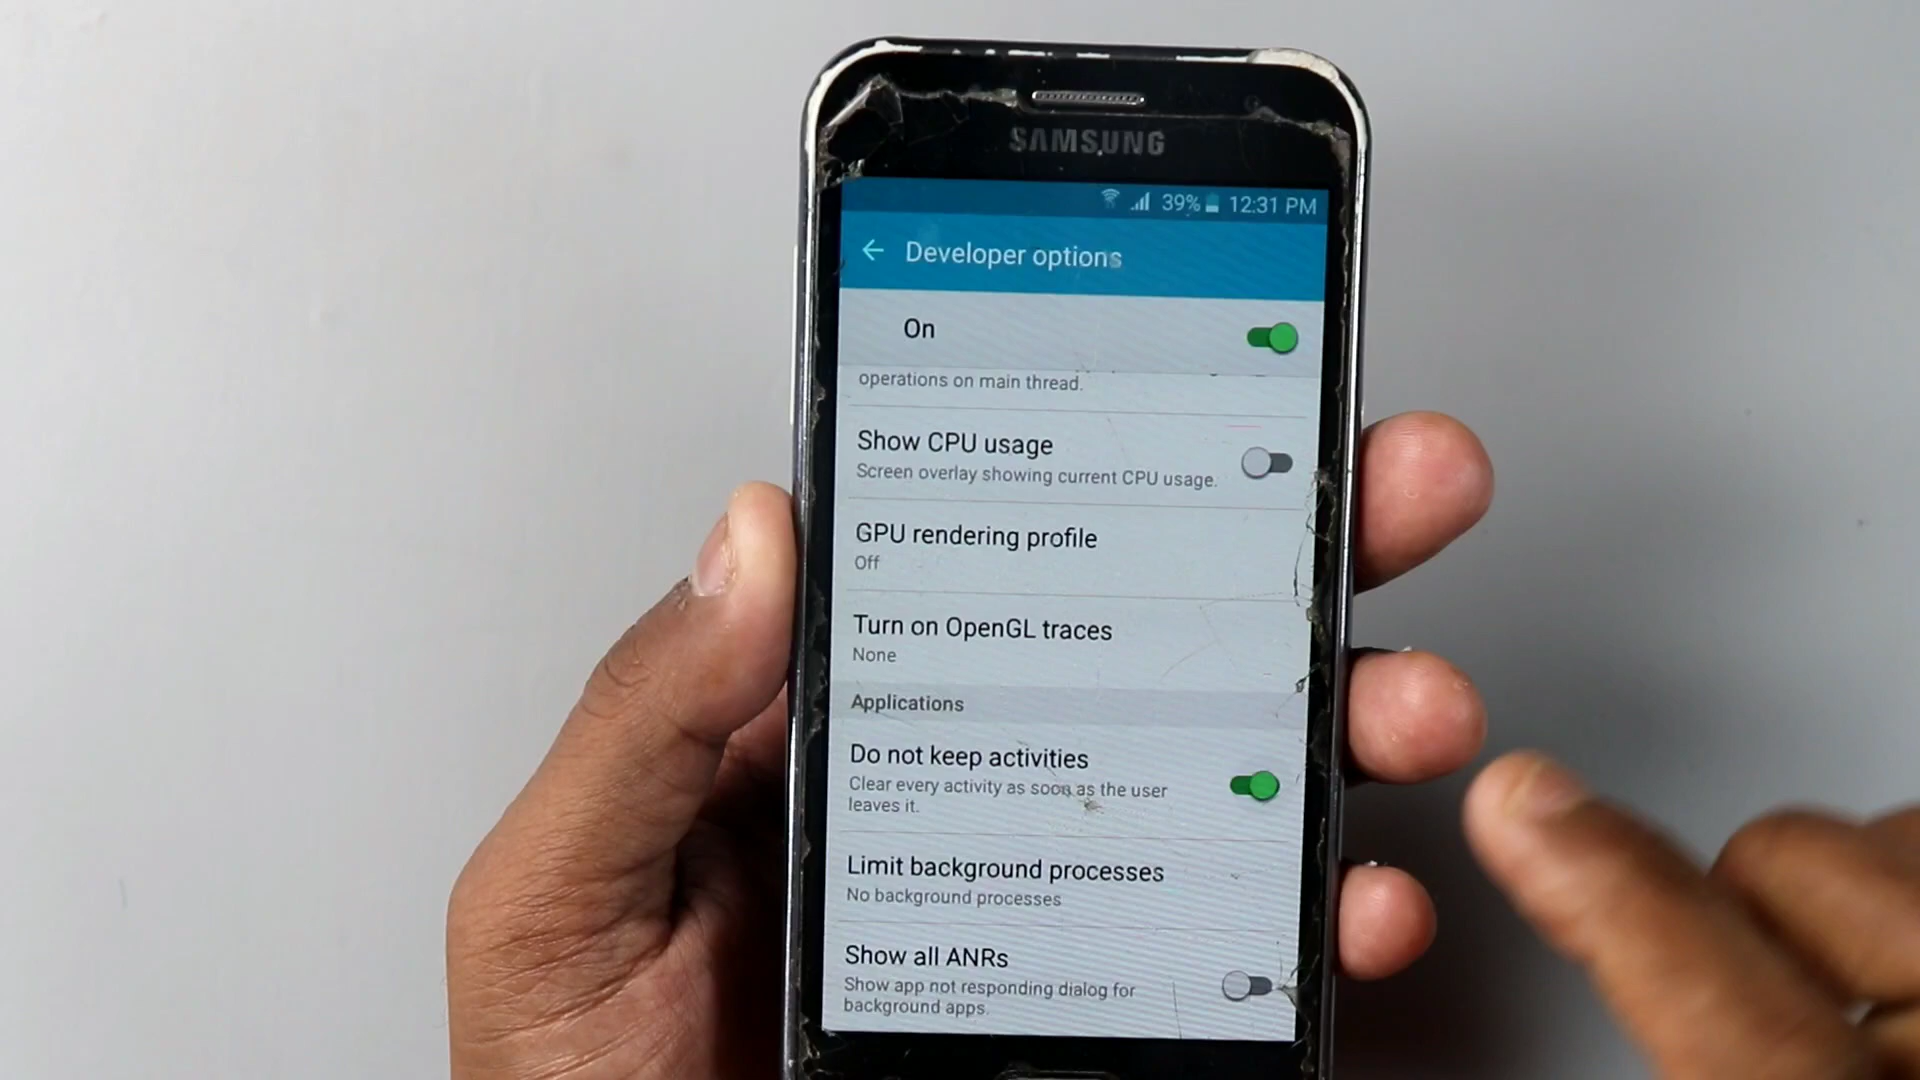 SAMSUNG
39% 12:31 PM
Developer options
On
operations on main thread.
Show CPU usage
Screen overlay showing current CPU usage.
GPU rendering profile
Off
Turn on OpenGL traces
None
Applications
Do not keep activities
Clear every activity as soon as the user
leaves it.
Limit background processes
No background processes
Show all ANRs
Show app not responding dialog for
background apps.